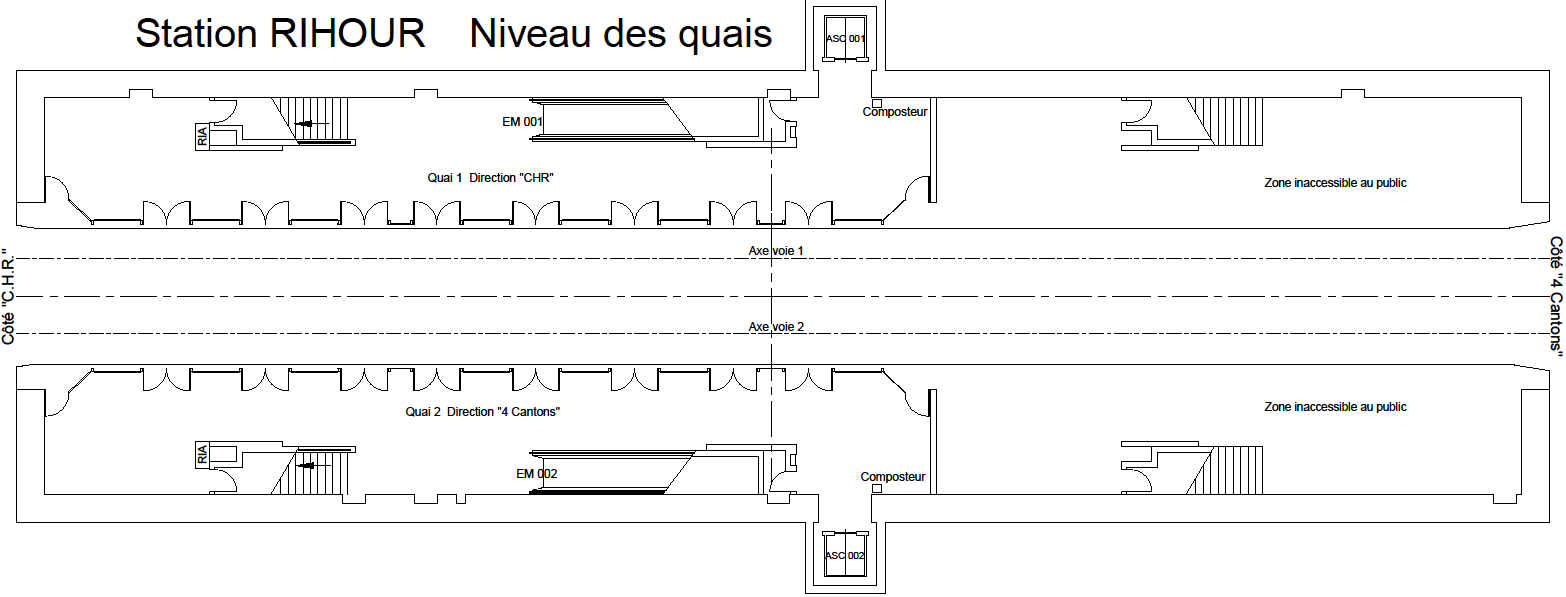 Station RIHOUR Niveau des quais
ASC 001
Composteur
EM 001
RIA
Quai 1 Direction "CHR"
Zone inaccessible au public
Axe voie 1
Côté "C.H.R."
Côté "4 Cantons"
Axe voie 2
Quai 2 Direction "4 Cantons"
Zone inaccessible au public
RIA
EM 002
Composteur
ASC 002